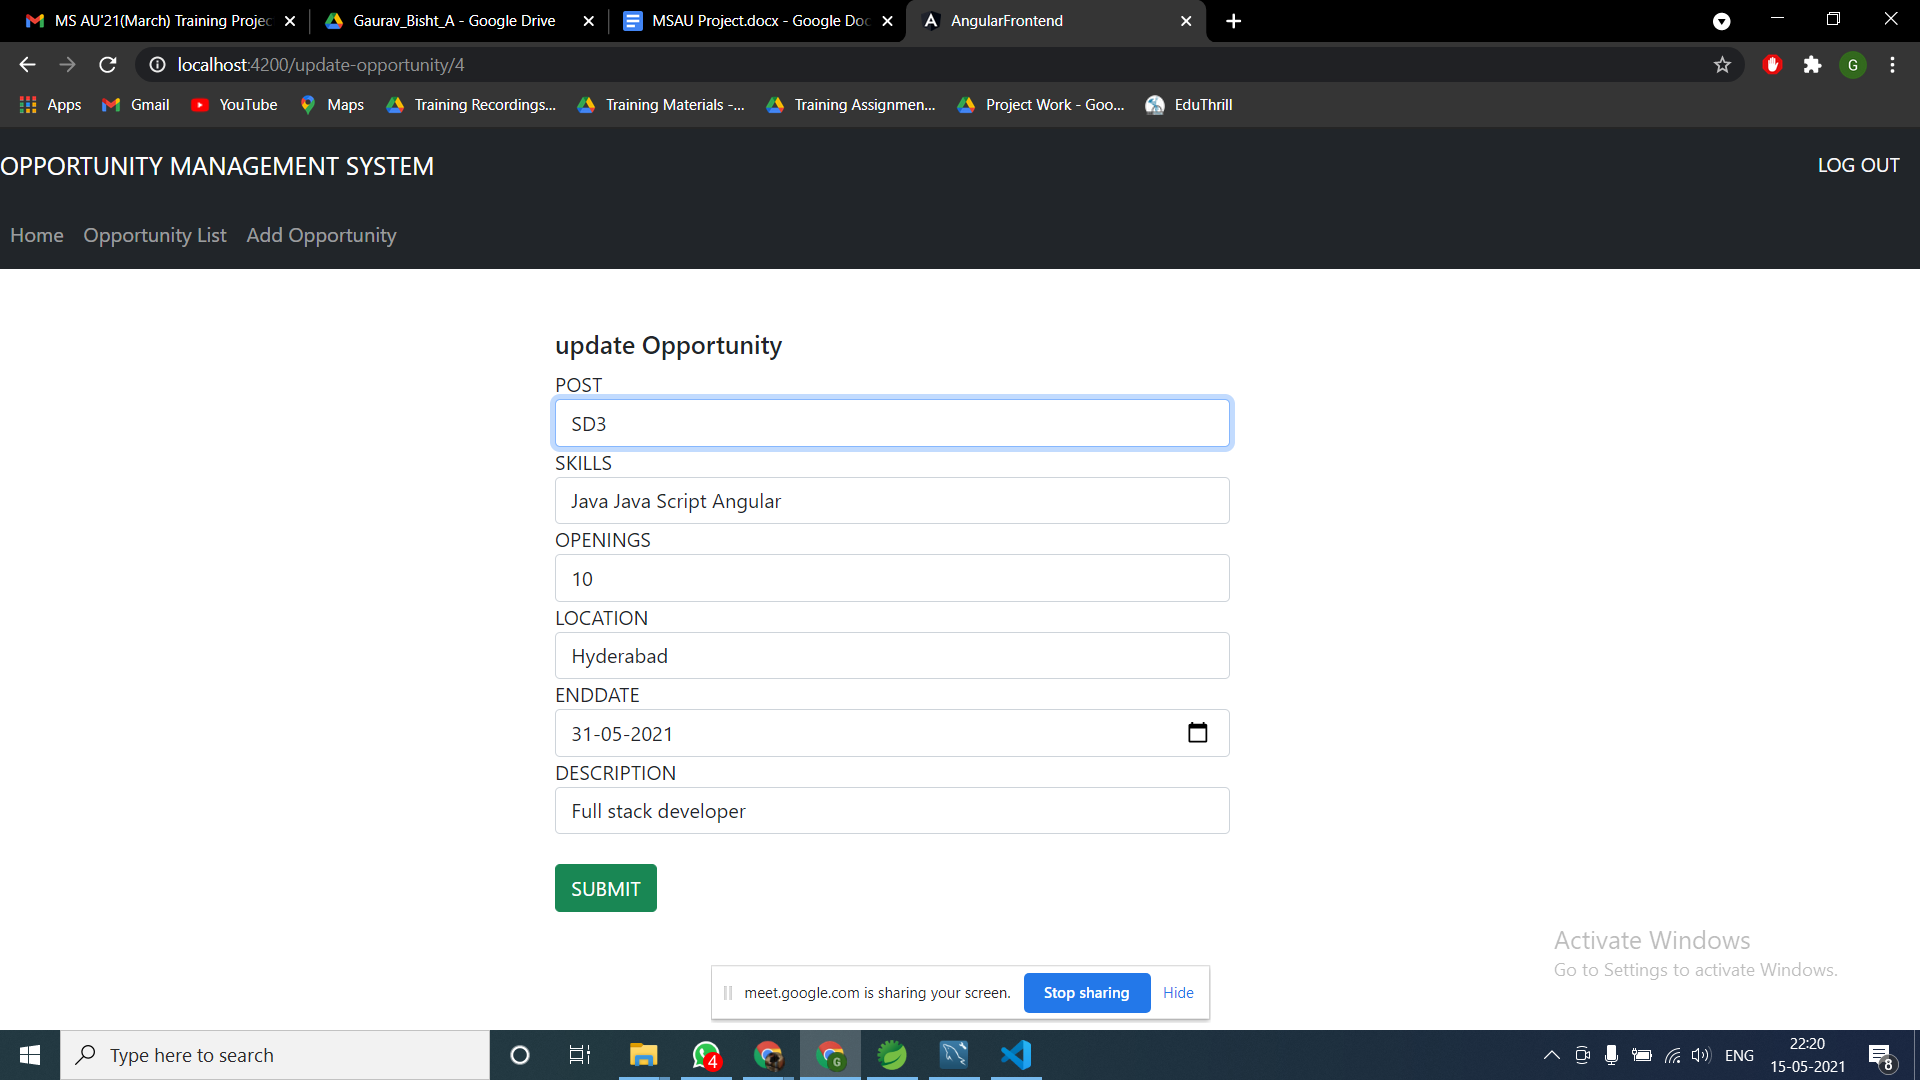 MS AU'21(March) Training Projec
Gaurav_Bisht_A - Google Drive
MSAU Project.docx - Google Doc
AngularFrontend
localhost:4200/update-opportunity/4
G
Apps
Gmail
YouTube
Maps
Training Recordings...
Training Materials -...
Training Assignmen...
Project Work - Goo...
EduThrill
OPPORTUNITY MANAGEMENT SYSTEM
LOG OUT
Home
Opportunity List
Add Opportunity
update Opportunity
POST
SD3
SKILLS
Java Java Script Angular
OPENINGS
10
LOCATION
Hyderabad
ENDDATE
31-05-2021
DESCRIPTION
Full stack developer
SUBMIT
Activate Windows
Go to Settings to activate Windows.
meet.google.com is sharing your screen.
Stop sharing
Hide
Type here to search
4
G
ENG
22:20
15-05-2021
8